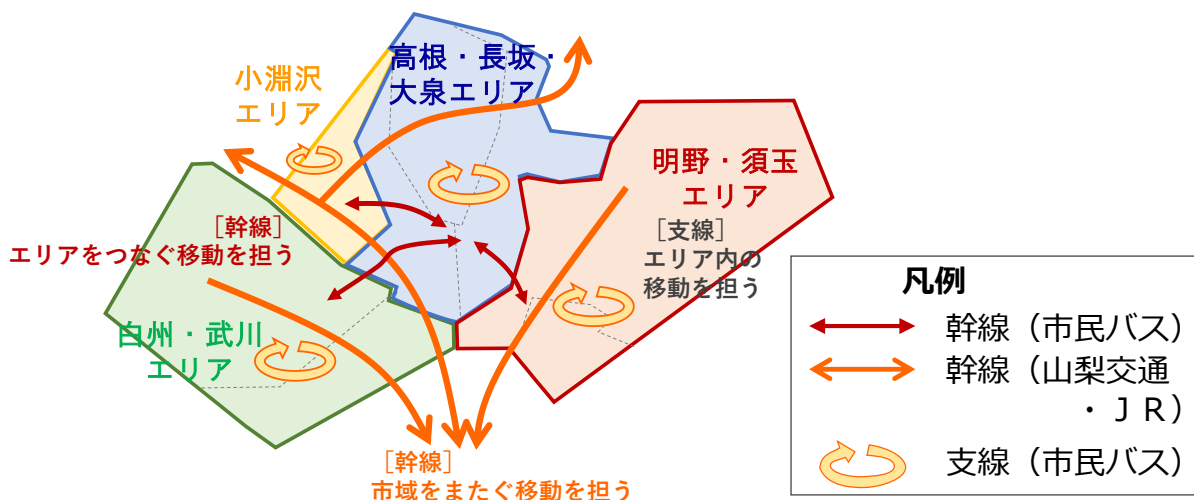 高根・長坂・
大泉エリア
小淵沢
エリア
明野・須玉
エリア
［幹線］
エリアをつなぐ移動を担う
［支線］
エリア内の
移動を担う
白州・武川
エリア
［幹線］
市域をまたぐ移動を担う
凡例
幹線（市民バス）
幹線（山梨交通
・ＪＲ）
支線（市民バス）